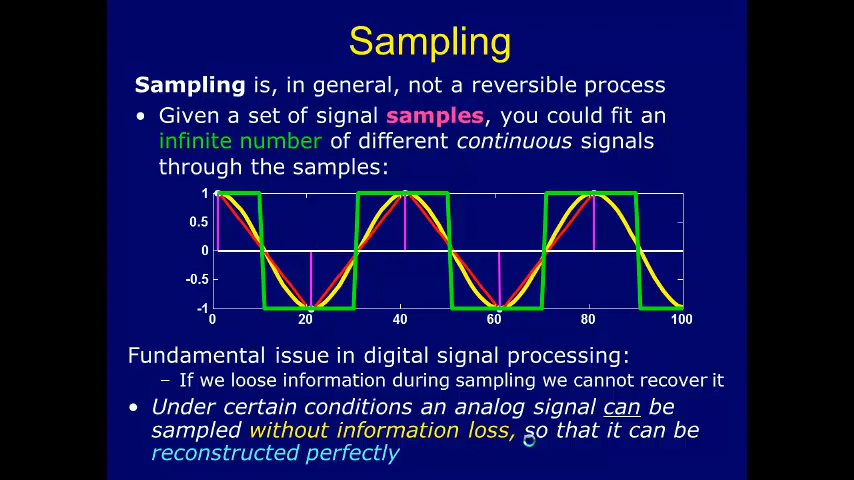 Sampling
Sampling is, in general, not a reversible process
• Given a set of signal samples, you could fit an
infinite number of different continuous signals
through the samples:
1
0.5
0
-0.5
-1
0 20 40 60 80 100
Fundamental issue in digital signal processing:
– If we loose information during sampling we cannot recover it
• Under certain conditions an analog signal can be
sampled without information loss, so that it can be
reconstructed perfectly